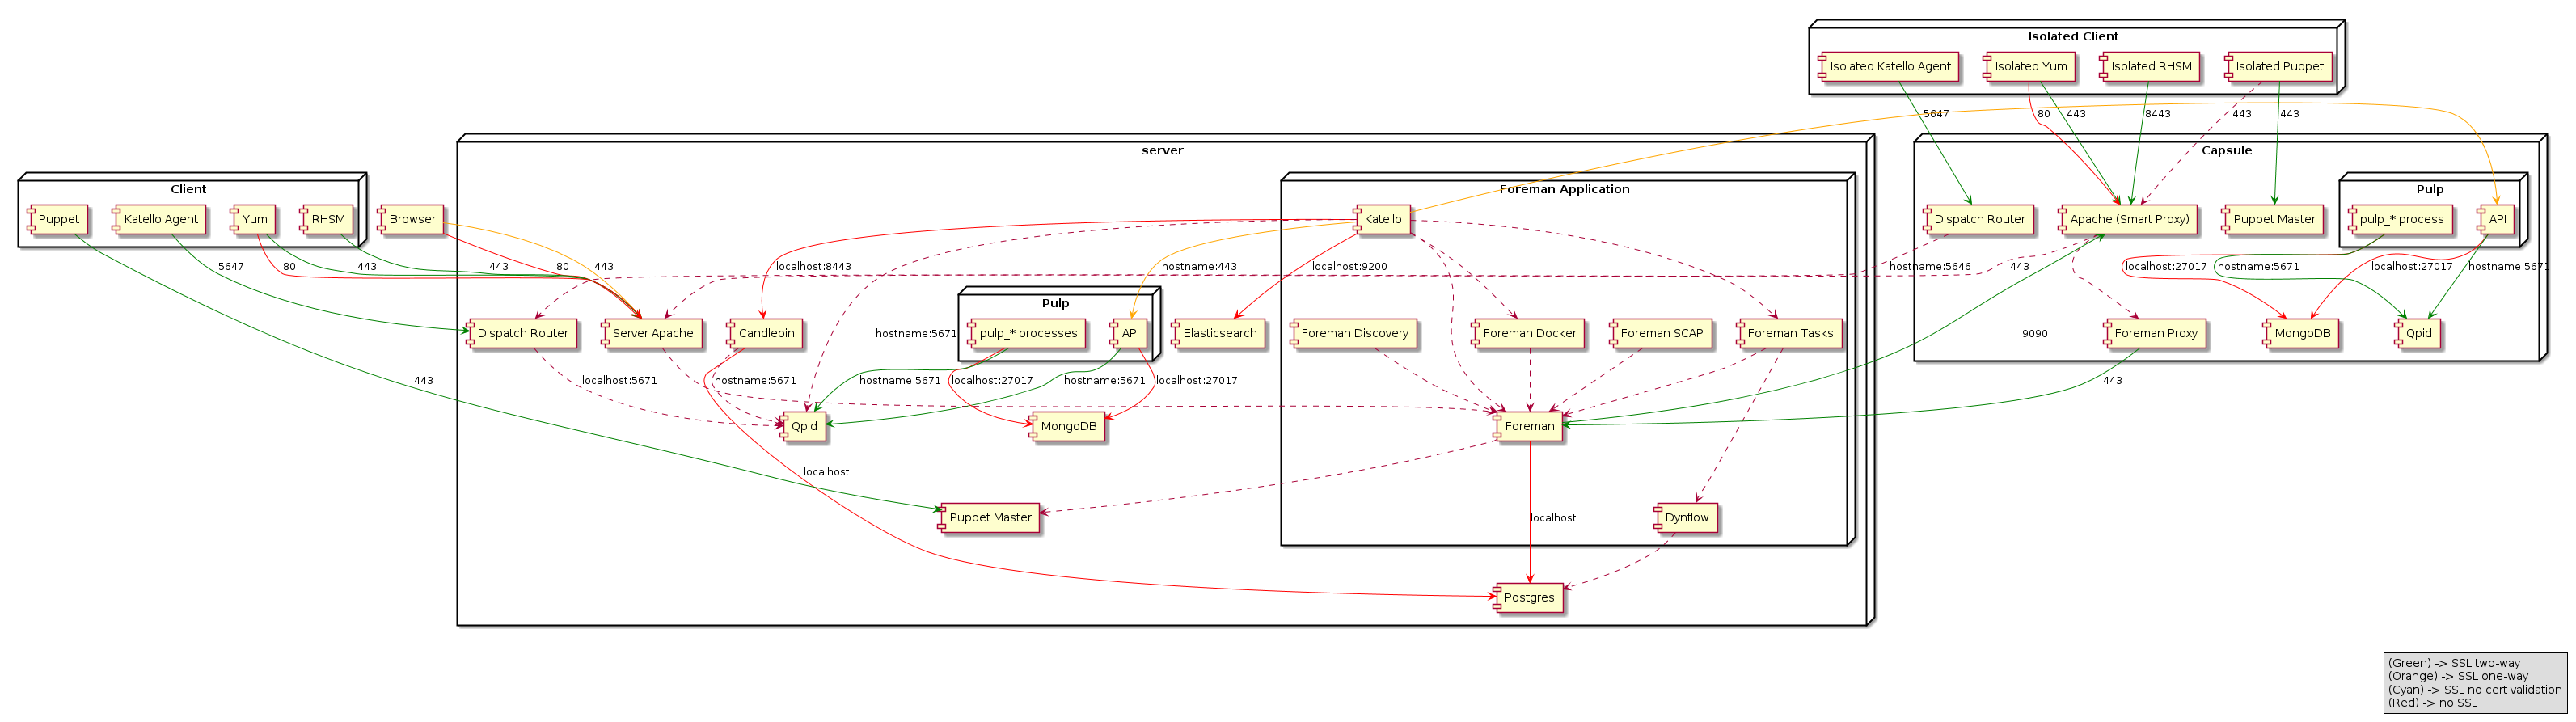 Isolated Client
Isolated Katello Agent
Isolated Yum
Isolated RHSM
Isolated Puppet
5647
80
443
8443
443
443
server
Capsule
Client
Foreman Application
Pulp
Puppet
Katello Agent
Yum
RHSM
Browser
Katello
Dispatch Router
Apache (Smart Proxy)
Puppet Master
pulp_* process
API
5647
80
443
443
80
443
localhost:8443
hostname:443
localhost:9200
hostname:5646
443
localhost:27017
hostname:5671
localhost:27017
hostname:5671
Pulp
Dispatch Router
Server Apache
Candlepin
hostname:5671
pulp_* processes
API
Elasticsearch
Foreman Discovery
Foreman Docker
Foreman SCAP
Foreman Tasks
9090
Foreman Proxy
MongoDB
Qpid
443
localhost:5671
hostname:5671
hostname:5671
localhost:27017
hostname:5671
localhost:27017
443
Qpid
MongoDB
Foreman
localhost
Puppet Master
localhost
Dynflow
Postgres
(Green) -> SSL two-way
(Orange) -> SSL one-way
(Cyan) -> SSL no cert validation
(Red) -> no SSL